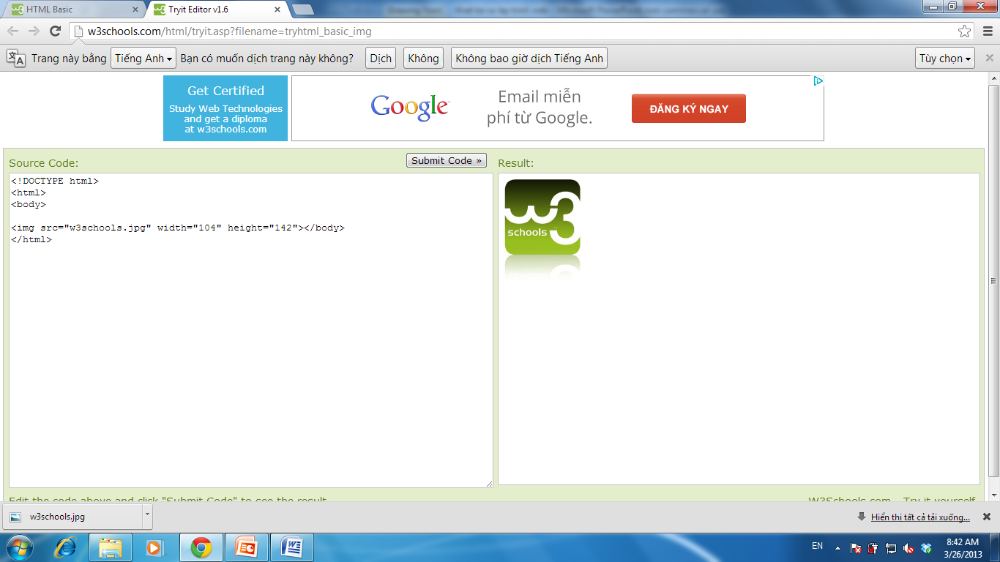 HTML Basic
Tryit Editor v1.6
w3schools.com/html/tryit.asp?filename=tryhtml_basic_img
Trang này bằng Tiếng Anh Bạn có muốn dịch trang này không? Dịch Không Không bao giờ dịch Tiếng Anh Tùy chọn
Get Certified
Study Web Technologies
and get a diploma
at w3schools.com
Google
Email miễn
phí từ Google.
ĐĂNG KÝ NGAY
Source Code:
Submit Code »
<!DOCTYPE html>
<html>
<body>
<img src="w3schools.jpg" width="104" height="142"></body>
</html>
Result:
w3
schools
Edit the code above and click "Submit Code" to see the result.
W3Schools.com - Try it yourself
w3schools.jpg
Hiển thị tất cả tải xuống...
EN
8:42 AM
3/26/2013